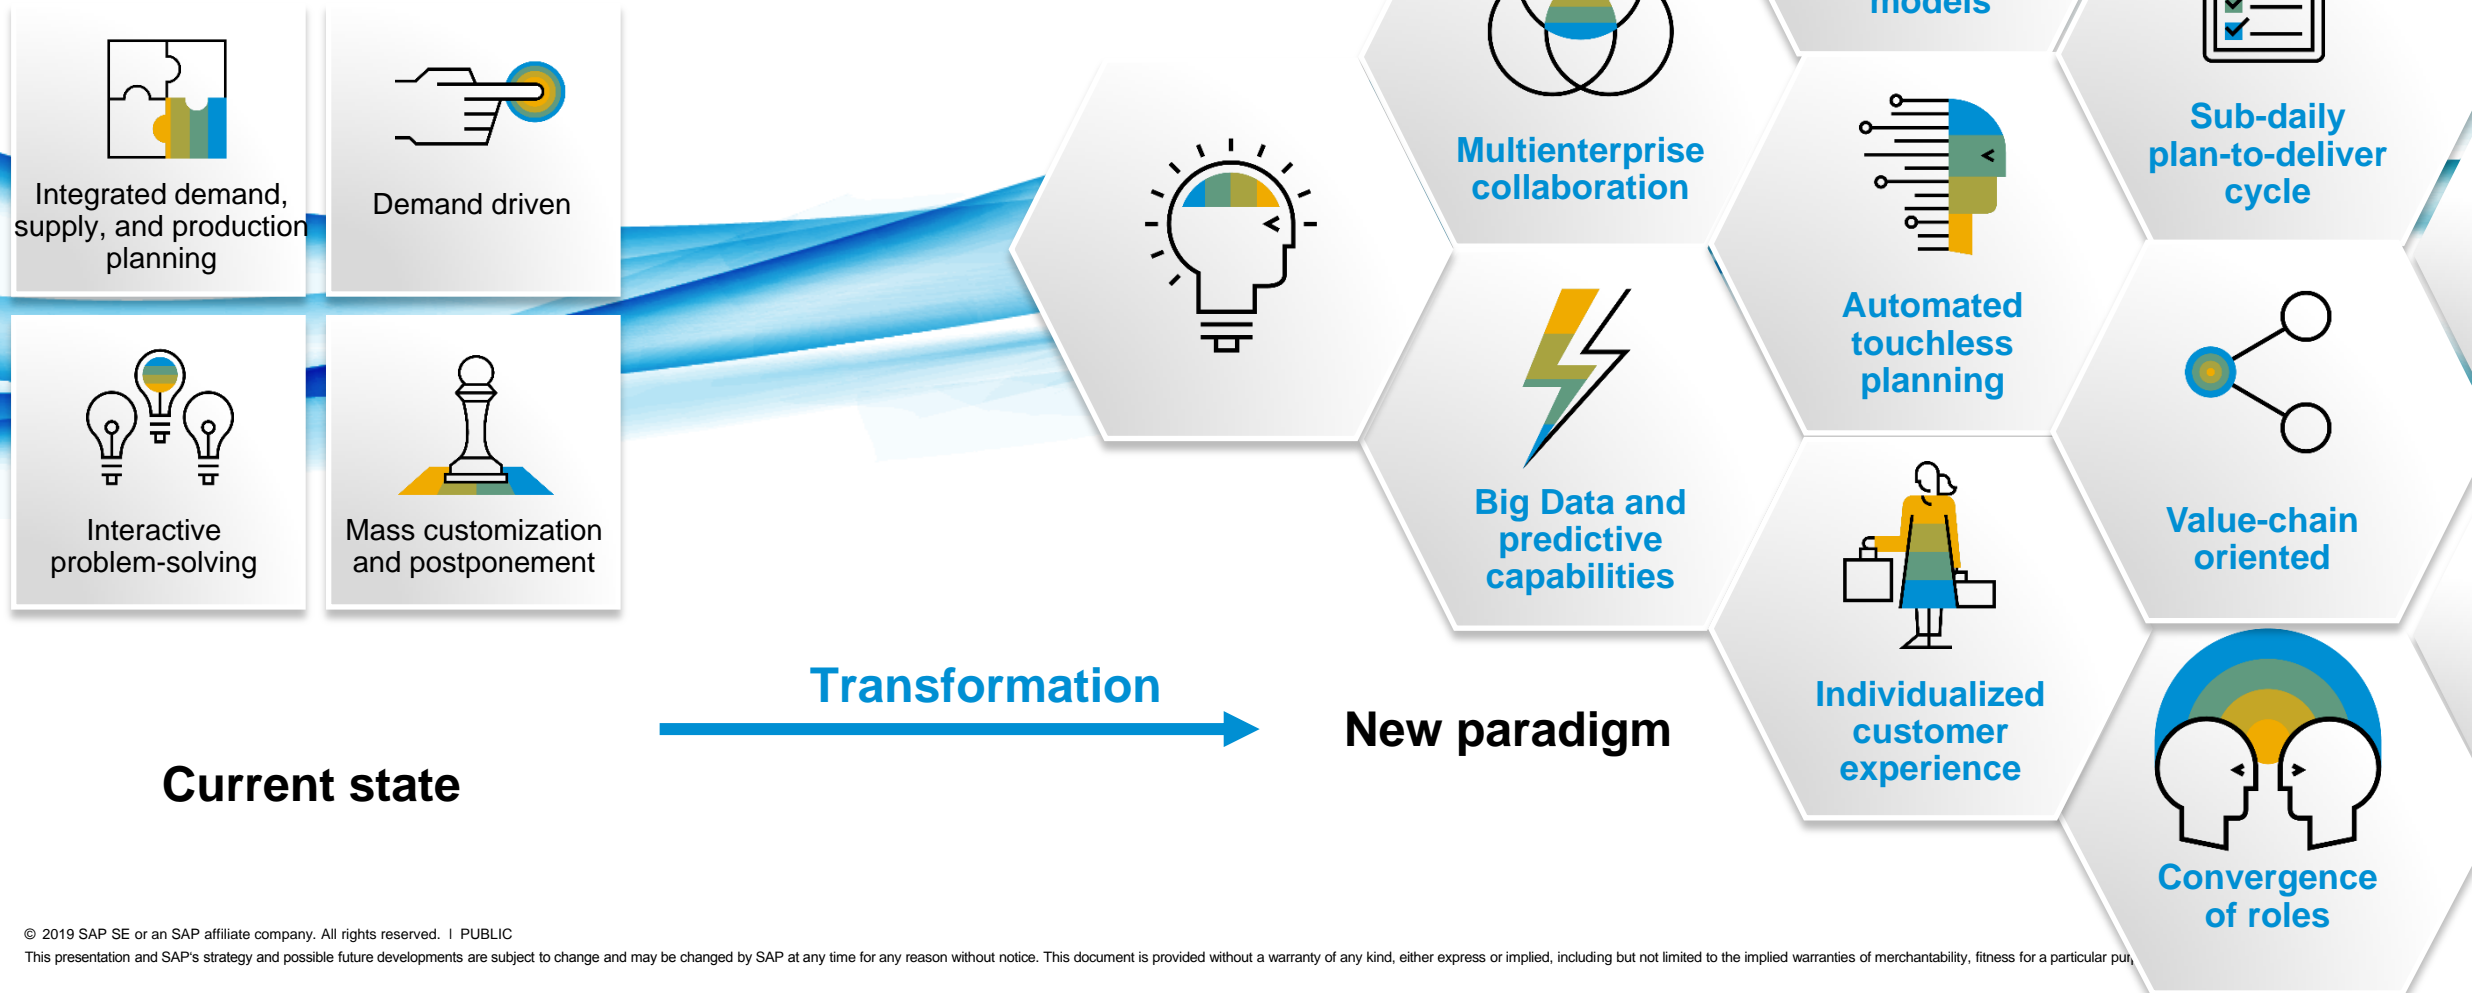 Integrated demand,
supply, and production
planning
Demand driven
Interactive
problem-solving
Mass customization
and postponement
Current state
Transformation
New paradigm
models
Multienterprise
collaboration
Sub-daily
plan-to-deliver
cycle
Automated
touchless
planning
Big Data and
predictive
capabilities
Value-chain
oriented
Individualized
customer
experience
Convergence
of roles
© 2019 SAP SE or an SAP affiliate company. All rights reserved. ǀ PUBLIC
This presentation and SAP's strategy and possible future developments are subject to change and may be changed by SAP at any time for any reason without notice. This document is provided without a warranty of any kind, either express or implied, including but not limited to the implied warranties of merchantability, fitness for a particular